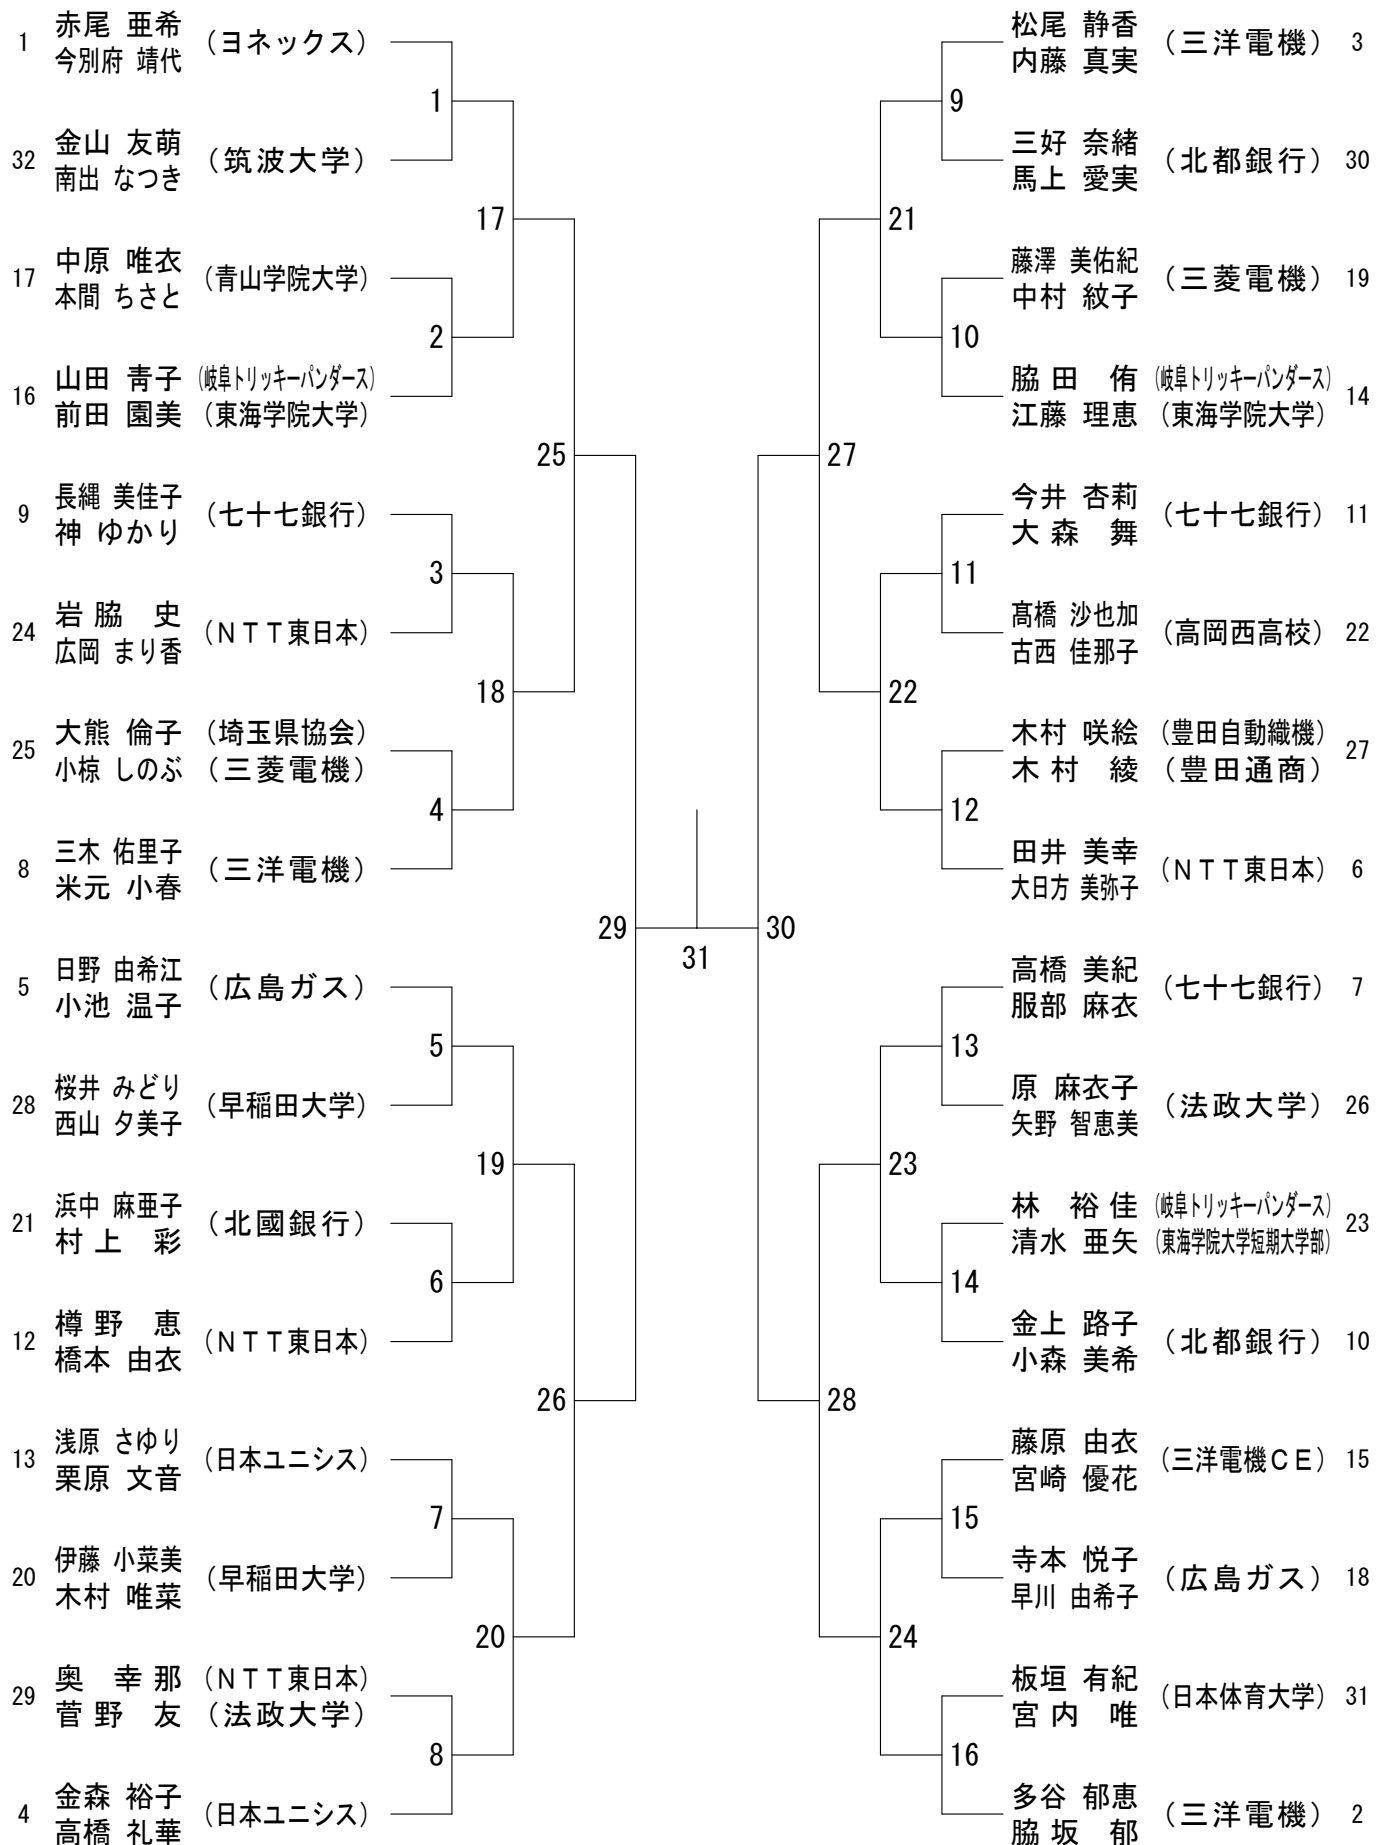 1 赤尾 亜希 (ヨネックス)
今別府 靖代
32 金山 友萌 (筑波大学)
南出 なつき
17 中原 唯衣 (青山学院大学)
本間 ちさと
16 山田 青子 (岐阜トリッキーパンダース)
前田 園美 (東海学院大学)
9 長縄 美佳子 (七十七銀行)
神 ゆかり
24 岩脇 史 (NTT東日本)
広岡 まり香
25 大熊 倫子 (埼玉県協会)
小椋 しのぶ (三菱電機)
8 三木 佑里子 (三洋電機)
米元 小春
5 日野 由希江 (広島ガス)
小池 温子
28 桜井 みどり (早稲田大学)
西山 夕美子
21 浜中 麻亜子 (北國銀行)
村上 彩
12 樽野 恵 (NTT東日本)
橋本 由衣
13 浅原 さゆり (日本ユニシス)
栗原 文音
20 伊藤 小菜美 (早稲田大学)
木村 唯菜
29 奥 幸那 (NTT東日本)
菅野 友 (法政大学)
4 金森 裕子 (日本ユニシス)
高橋 礼華
1
2
3
4
5
6
7
8
17
18
19
20
25
26
29
31
30
27
28
21
22
23
24
9
10
11
12
13
14
15
16
松尾 静香 (三洋電機) 3
内藤 真実
三好 奈緒 (北都銀行) 30
馬上 愛実
藤澤 美佑紀 (三菱電機) 19
中村 紋子
脇田 侑 (岐阜トリッキーパンダース) 14
江藤 理恵 (東海学院大学)
今井 杏莉 (七十七銀行) 11
大森 舞
髙橋 沙也加 (高岡西高校) 22
古西 佳那子
木村 咲絵 (豊田自動織機) 27
木村 綾 (豊田通商)
田井 美幸 (NTT東日本) 6
大日方 美弥子
高橋 美紀 (七十七銀行) 7
服部 麻衣
原 麻衣子 (法政大学) 26
矢野 智恵美
林 裕佳 (岐阜トリッキーパンダース) 23
清水 亜矢 (東海学院大学短期大学部)
金上 路子 (北都銀行) 10
小森 美希
藤原 由衣 (三洋電機CE) 15
宮崎 優花
寺本 悦子 (広島ガス) 18
早川 由希子
板垣 有紀 (日本体育大学) 31
宮内 唯
多谷 郁恵 (三洋電機) 2
脇坂 郁